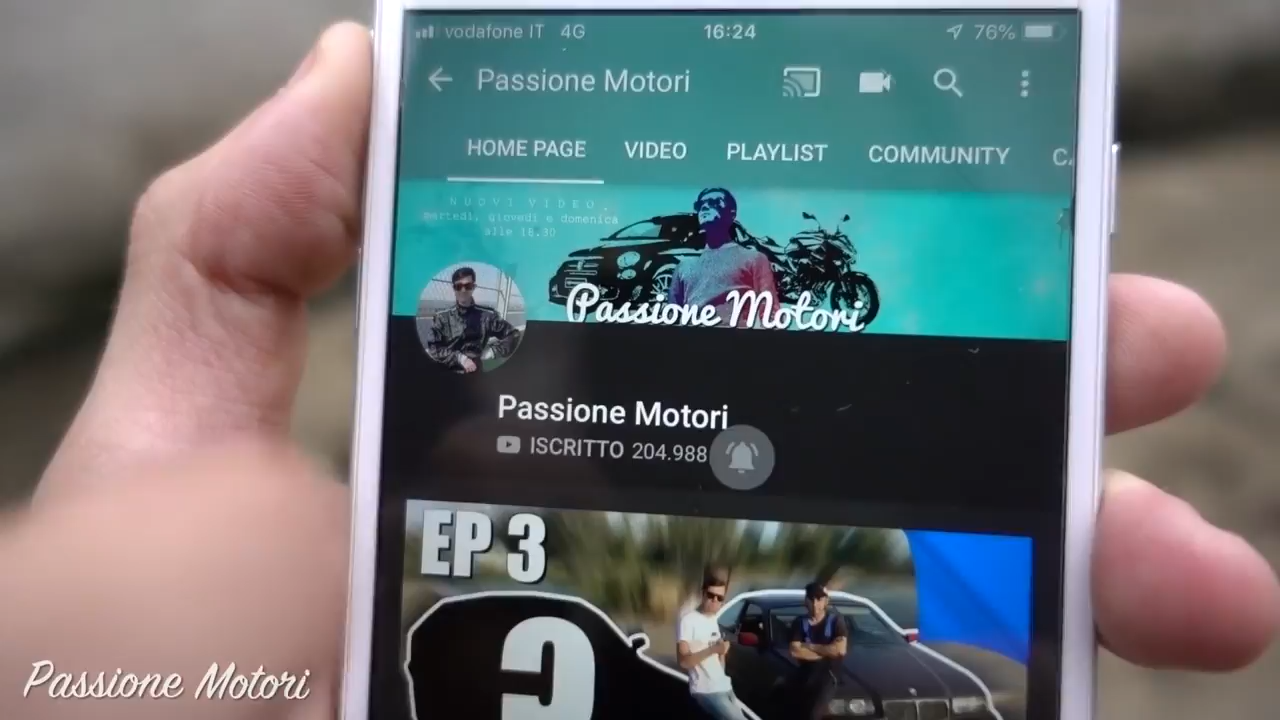 vodafone IT 4G 16:24 76%
Passione Motori
HOME PAGE VIDEO PLAYLIST COMMUNITY
NUOVI VIDEO
martedì, giovedì e domenica
alle 16.30
Passione Motori
Passione Motori
ISCRITTO 204.988
EP 3
?
Passione Motori